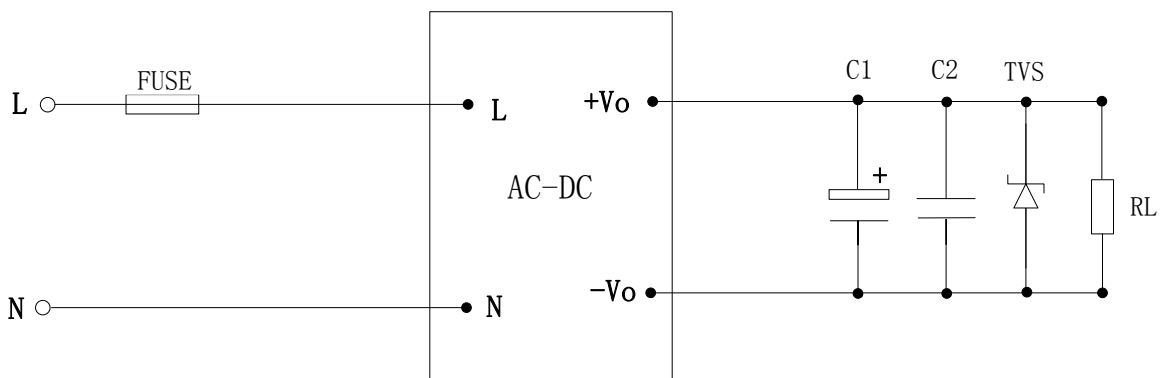 FUSE
C1 C2 TVS
L L +Vo
+
AC-DC
RL
N N -Vo